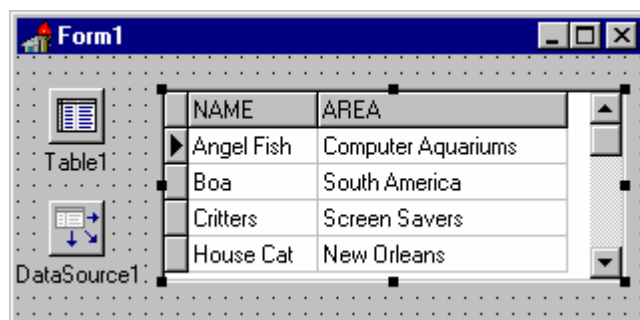 Form1
NAME AREA
Angel Fish Computer Aquariums
Table1
Boa South America
Critters Screen Savers
House Cat New Orleans
DataSource1